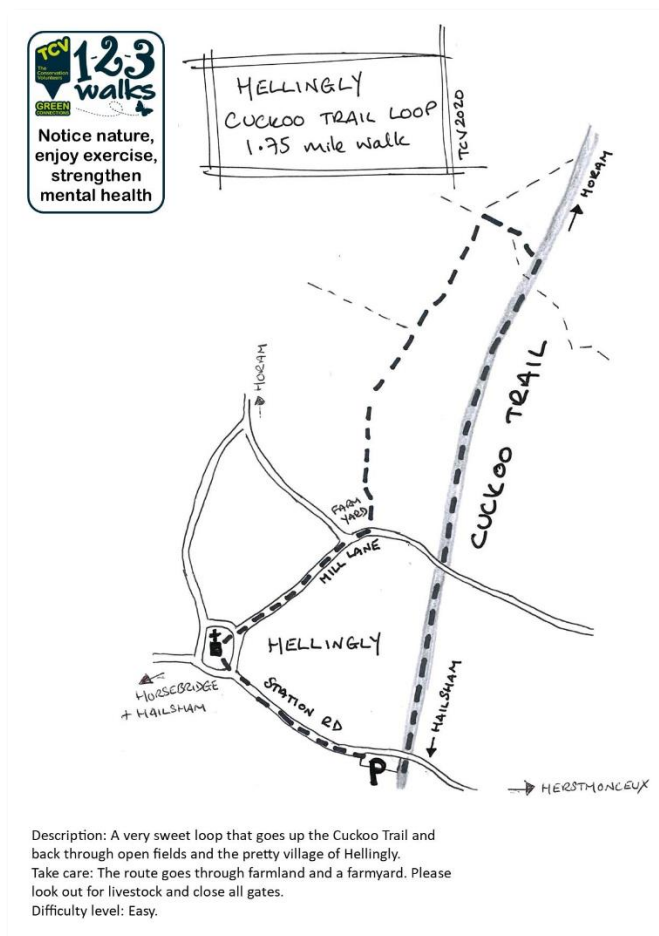 TCV
The
Conservation
Volunteers
GREEN
CONNECTIONS
1-2-3
walks
Notice nature,
enjoy exercise,
strengthen
mental health
HELLINGLY
CUCKOO TRAIL LOOP
1.75 mile walk
TCV2020
HORAM
HORAM
CUCKOO TRAIL
FARM
YARD
MILL LANE
HELLINGLY
HORSEBRIDGE
+ HAILSHAM
STATION RD
HAILSHAM
P
HERSTMONCEUX
Description: A very sweet loop that goes up the Cuckoo Trail and
back through open fields and the pretty village of Hellingly.
Take care: The route goes through farmland and a farmyard. Please
look out for livestock and close all gates.
Difficulty level: Easy.